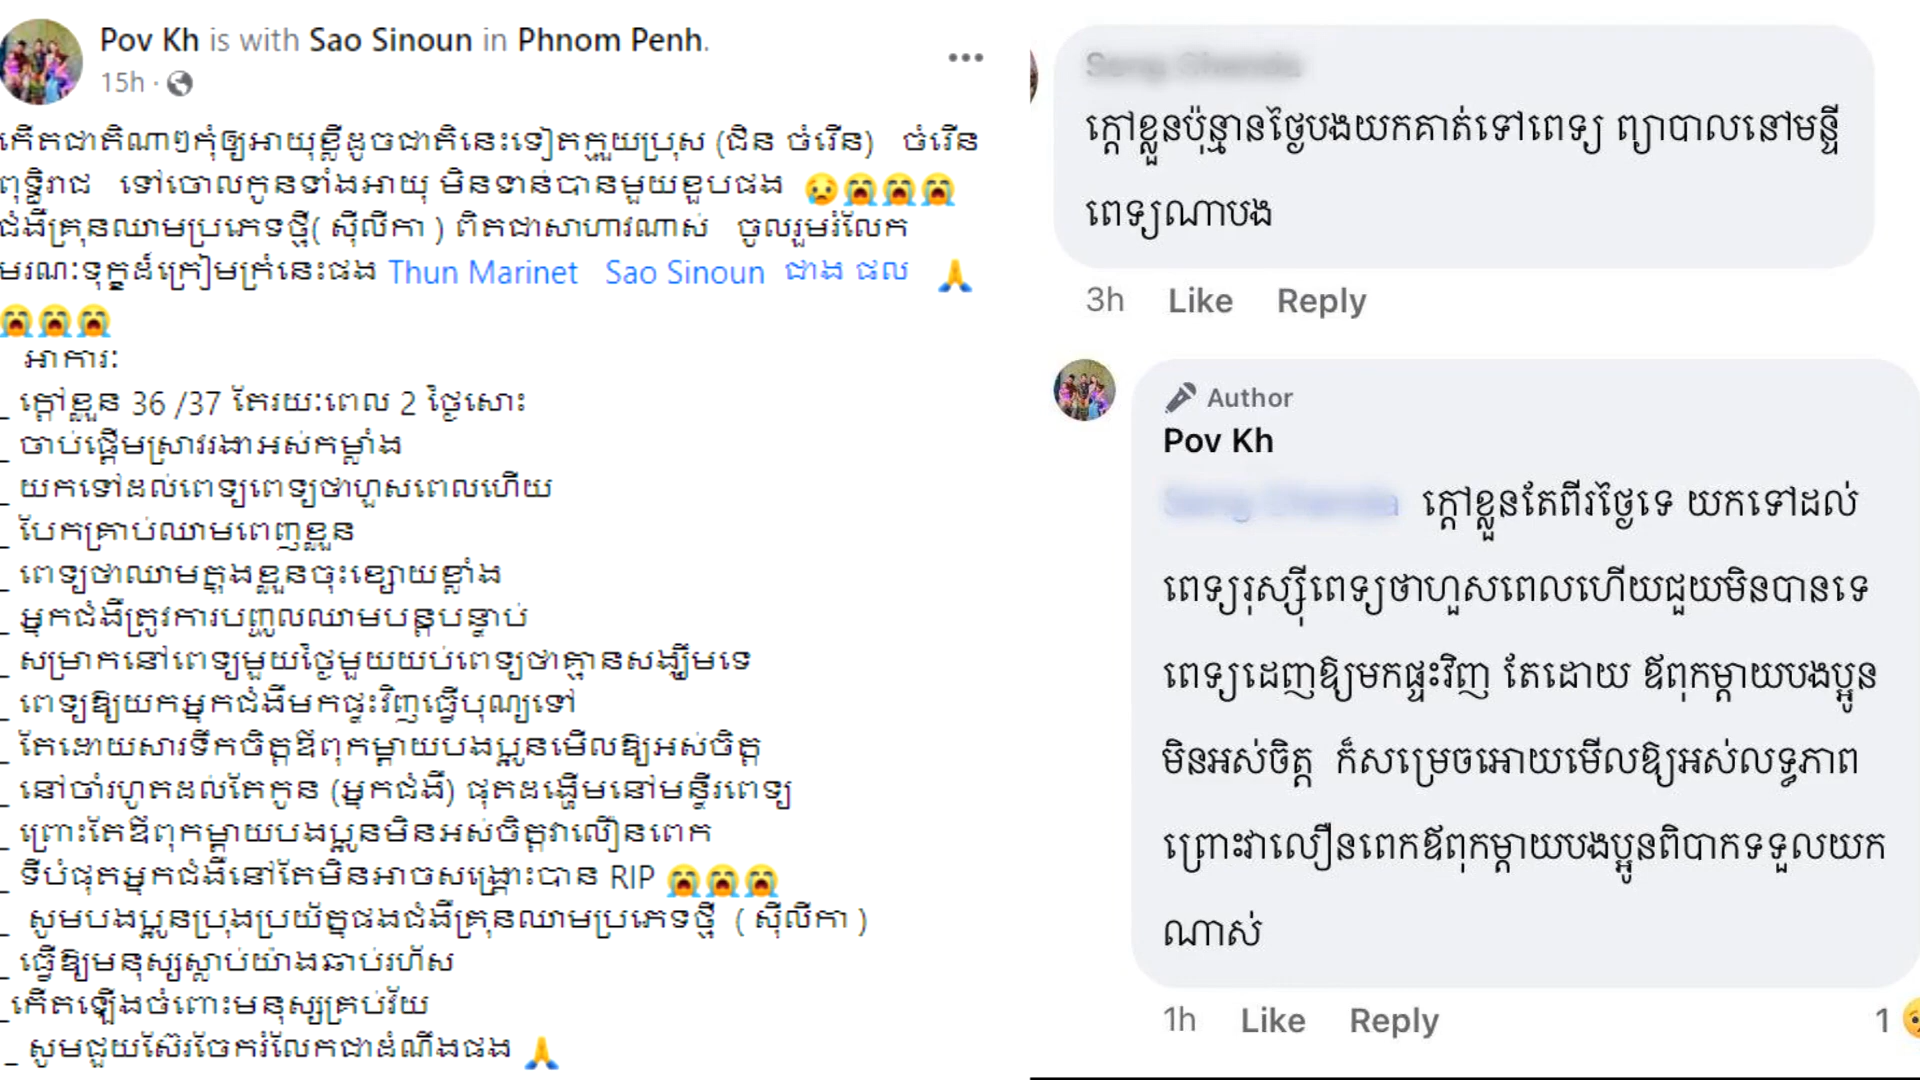 Pov Kh is with Sao Sinoun in Phnom Penh.
15h ·
កើតជាតិណាៗកុំឲ្យអាយុខ្លីដូចជាតិនេះទៀតក្មួយប្រុស (ជិន ចំរើន) ចំរើន
ពុទ្ធិរាជ ទៅចោលកូនទាំងអាយុ មិនទាន់បានមួយខួបផង 😥😭😭😭
ជំងឺគ្រុនឈាមប្រភេទថ្មី( ស៊ីលីកា ) ពិតជាសាហាវណាស់ ចូលរួមរំលែក
មរណៈទុក្ខដ៏ក្រៀមក្រំនេះផង Thun Marinet Sao Sinoun ជាង ផល 🙏
😭😭😭
អាការៈ
_ ក្តៅខ្លួន 36 /37 តែរយៈពេល 2 ថ្ងៃសោះ
_ ចាប់ផ្តើមស្រាវរងាអស់កម្លាំង
_ យកទៅដល់ពេទ្យពេទ្យថាហួសពេលហើយ
_ បែកគ្រាប់ឈាមពេញខ្លួន
_ ពេទ្យថាឈាមក្នុងខ្លួនចុះខ្សោយខ្លាំង
_ អ្នកជំងឺត្រូវការបញ្ចូលឈាមបន្តបន្ទាប់
_ សម្រាកនៅពេទ្យមួយថ្ងៃមួយយប់ពេទ្យថាគ្មានសង្ឃឹមទេ
_ ពេទ្យឱ្យយកអ្នកជំងឺមកផ្ទះវិញធ្វើបុណ្យទៅ
_ តែដោយសារទឹកចិត្តឪពុកម្តាយបងប្អូនមើលឱ្យអស់ចិត្ត
_ នៅចាំរហូតដល់តែកូន (អ្នកជំងឺ) ផុតដង្ហើមនៅមន្ទីរពេទ្យ
_ ព្រោះតែឪពុកម្តាយបងប្អូនមិនអស់ចិត្តវាលឿនពេក
_ ទីបំផុតអ្នកជំងឺនៅតែមិនអាចសង្គ្រោះបាន RIP 😭😭😭
_ សូមបងប្អូនប្រុងប្រយ័ត្នផងជំងឺគ្រុនឈាមប្រភេទថ្មី ( ស៊ីលីកា )
_ ធ្វើឱ្យមនុស្សស្លាប់យ៉ាងឆាប់រហ័ស
_កើតឡើងចំពោះមនុស្សគ្រប់វ័យ
_ សូមជួយស៊ែរចែករំលែកជាដំណឹងផង 🙏
ក្តៅខ្លួនប៉ុន្មានថ្ងៃបងយកគាត់ទៅពេទ្យ ព្យាបាលនៅមន្ទី
ពេទ្យណាបង
3h Like Reply
Author
Pov Kh
ក្តៅខ្លួនតែពីរថ្ងៃទេ យកទៅដល់
ពេទ្យរុស្ស៊ីពេទ្យថាហួសពេលហើយជួយមិនបានទេ
ពេទ្យដេញឱ្យមកផ្ទះវិញ តែដោយ ឪពុកម្តាយបងប្អូន
មិនអស់ចិត្ត ក៏សម្រេចអោយមើលឱ្យអស់លទ្ធភាព
ព្រោះវាលឿនពេកឪពុកម្តាយបងប្អូនពិបាកទទួលយក
ណាស់
1h Like Reply 1